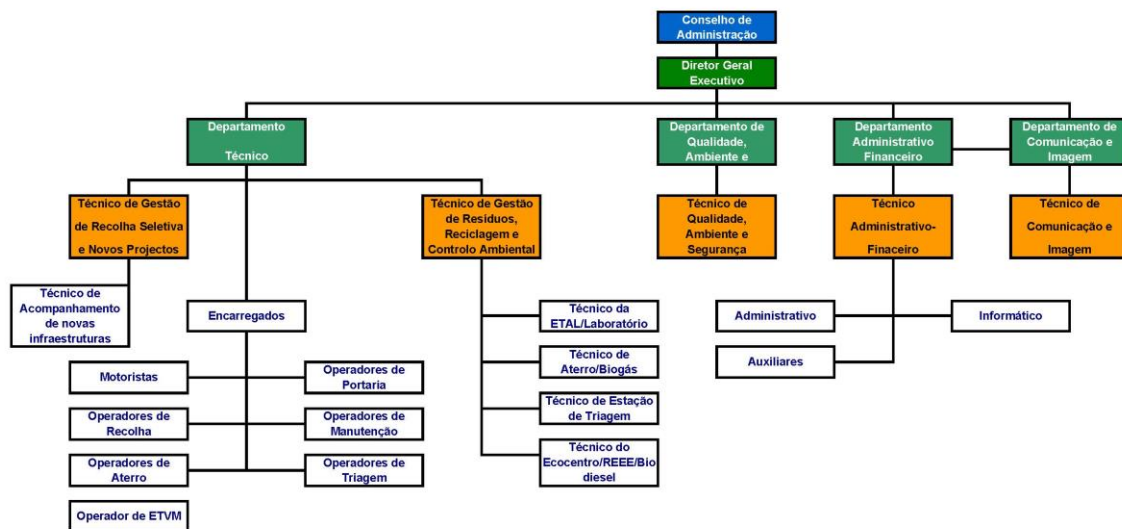 Conselho de
Administração
Diretor Geral
Executivo
Departamento
Técnico
Departamento de
Qualidade,
Ambiente e
Departamento
Administrativo
Financeiro
Departamento de
Comunicação e
Imagem
Técnico de Gestão
de Recolha Seletiva
e Novos Projectos
Técnico de Gestão
de Resíduos,
Reciclagem e
Controlo Ambiental
Técnico de
Qualidade,
Ambiente e
Segurança
Técnico
Administrativo-
Finaceiro
Técnico de
Comunicação e
Imagem
Técnico de
Acompanhamento
de novas
infraestruturas
Encarregados
Técnico da
ETAL/Laboratório
Administrativo
Informático
Motoristas
Operadores de
Portaria
Técnico de
Aterro/Biogás
Auxiliares
Operadores de
Recolha
Operadores de
Manutenção
Técnico de Estação
de Triagem
Operadores de
Aterro
Operadores de
Triagem
Técnico do
Ecocentro/REEE/Bio
diesel
Operador de ETVM